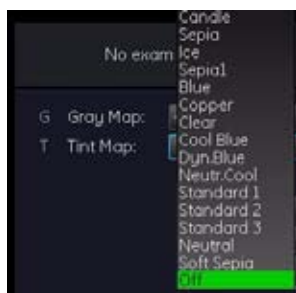 Candle
Sepia
No exam
Ice
Sepia1
Blue
Copper
G Gray Map:
Clear
Cool Blue
T Tint Map:
Dyn.Blue
Neutr.Cool
Standard 1
Standard 2
Standard 3
Neutral
Soft Sepia
Off